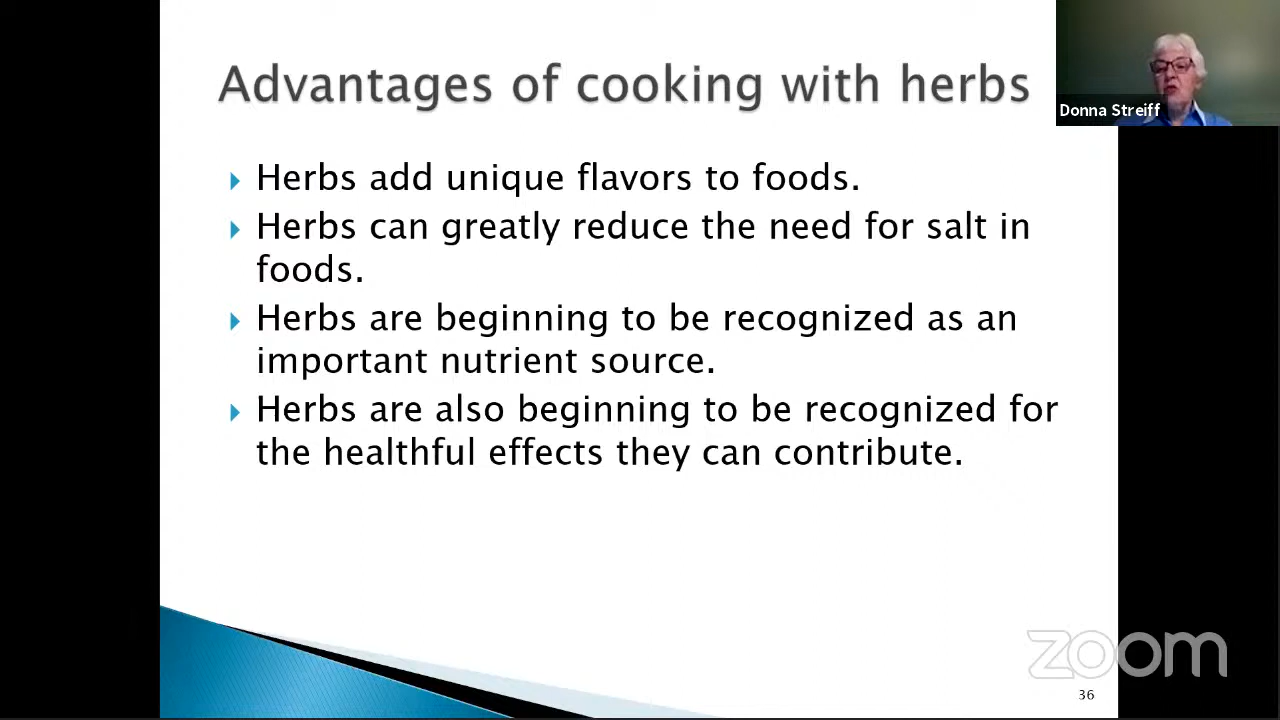 Advantages of cooking with herbs
Donna Streiff
Herbs add unique flavors to foods.
Herbs can greatly reduce the need for salt in
foods.
Herbs are beginning to be recognized as an
important nutrient source.
Herbs are also beginning to be recognized for
the healthful effects they can contribute.
zoom
36